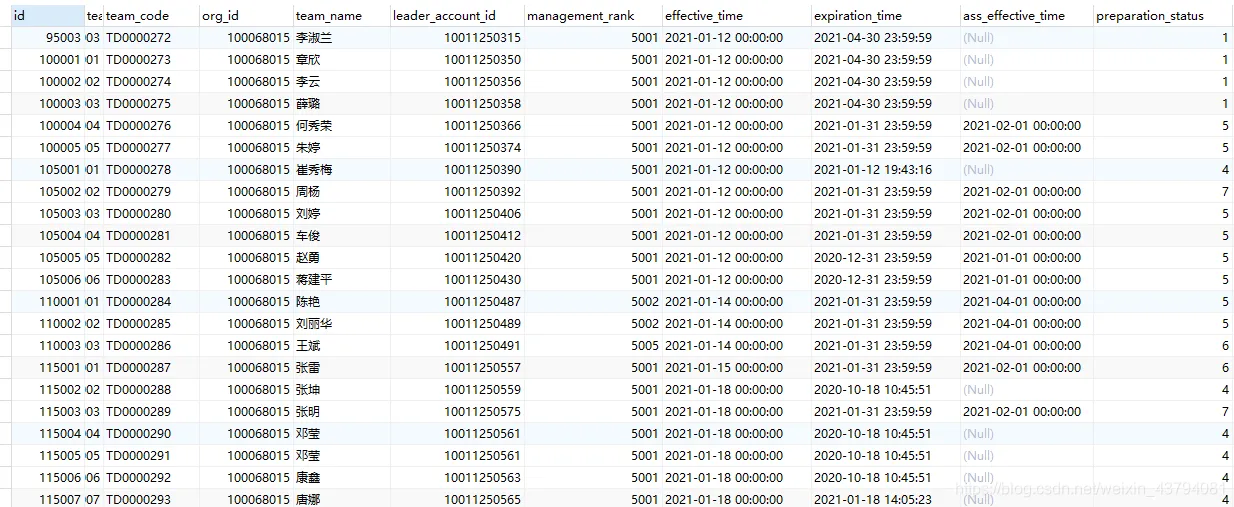 id tea team_code org_id team_name leader_account_id management_rank effective_time expiration_time ass_effective_time preparation_status
95003 03 TD0000272 100068015 李淑兰 10011250315 5001 2021-01-12 00:00:00 2021-04-30 23:59:59 (Null) 1
100001 01 TD0000273 100068015 章欣 10011250350 5001 2021-01-12 00:00:00 2021-04-30 23:59:59 (Null) 1
100002 02 TD0000274 100068015 李云 10011250356 5001 2021-01-12 00:00:00 2021-04-30 23:59:59 (Null) 1
100003 03 TD0000275 100068015 薛璐 10011250358 5001 2021-01-12 00:00:00 2021-04-30 23:59:59 (Null) 1
100004 04 TD0000276 100068015 何秀荣 10011250366 5001 2021-01-12 00:00:00 2021-01-31 23:59:59 2021-02-01 00:00:00 5
100005 05 TD0000277 100068015 朱婷 10011250374 5001 2021-01-12 00:00:00 2021-01-31 23:59:59 2021-02-01 00:00:00 5
105001 01 TD0000278 100068015 崔秀梅 10011250390 5001 2021-01-12 00:00:00 2021-01-12 19:43:16 (Null) 4
105002 02 TD0000279 100068015 周杨 10011250392 5001 2021-01-12 00:00:00 2021-01-31 23:59:59 2021-02-01 00:00:00 7
105003 03 TD0000280 100068015 刘婷 10011250406 5001 2021-01-12 00:00:00 2021-01-31 23:59:59 2021-02-01 00:00:00 5
105004 04 TD0000281 100068015 车俊 10011250412 5001 2021-01-12 00:00:00 2021-01-31 23:59:59 2021-02-01 00:00:00 5
105005 05 TD0000282 100068015 赵勇 10011250420 5001 2021-01-12 00:00:00 2020-12-31 23:59:59 2021-01-01 00:00:00 5
105006 06 TD0000283 100068015 蒋建平 10011250430 5001 2021-01-12 00:00:00 2020-12-31 23:59:59 2021-01-01 00:00:00 5
110001 01 TD0000284 100068015 陈艳 10011250487 5002 2021-01-14 00:00:00 2021-01-31 23:59:59 2021-04-01 00:00:00 5
110002 02 TD0000285 100068015 刘丽华 10011250489 5002 2021-01-14 00:00:00 2021-01-31 23:59:59 2021-04-01 00:00:00 5
110003 03 TD0000286 100068015 王斌 10011250491 5005 2021-01-14 00:00:00 2021-01-31 23:59:59 2021-04-01 00:00:00 6
115001 01 TD0000287 100068015 张雷 10011250557 5001 2021-01-15 00:00:00 2021-01-31 23:59:59 2021-02-01 00:00:00 6
115002 02 TD0000288 100068015 张坤 10011250559 5001 2021-01-18 00:00:00 2020-10-18 10:45:51 (Null) 4
115003 03 TD0000289 100068015 张明 10011250575 5001 2021-01-18 00:00:00 2021-01-31 23:59:59 2021-02-01 00:00:00 7
115004 04 TD0000290 100068015 邓莹 10011250561 5001 2021-01-18 00:00:00 2020-10-18 10:45:51 (Null) 4
115005 05 TD0000291 100068015 邓莹 10011250561 5001 2021-01-18 00:00:00 2020-10-18 10:45:51 (Null) 4
115006 06 TD0000292 100068015 康鑫 10011250563 5001 2021-01-18 00:00:00 2020-10-18 10:45:51 (Null) 4
115007 07 TD0000293 100068015 唐娜 10011250565 5001 2021-01-18 00:00:00 2021-01-18 14:05:23 (Null) 4
https://blog.csdn.net/weixin_43794081